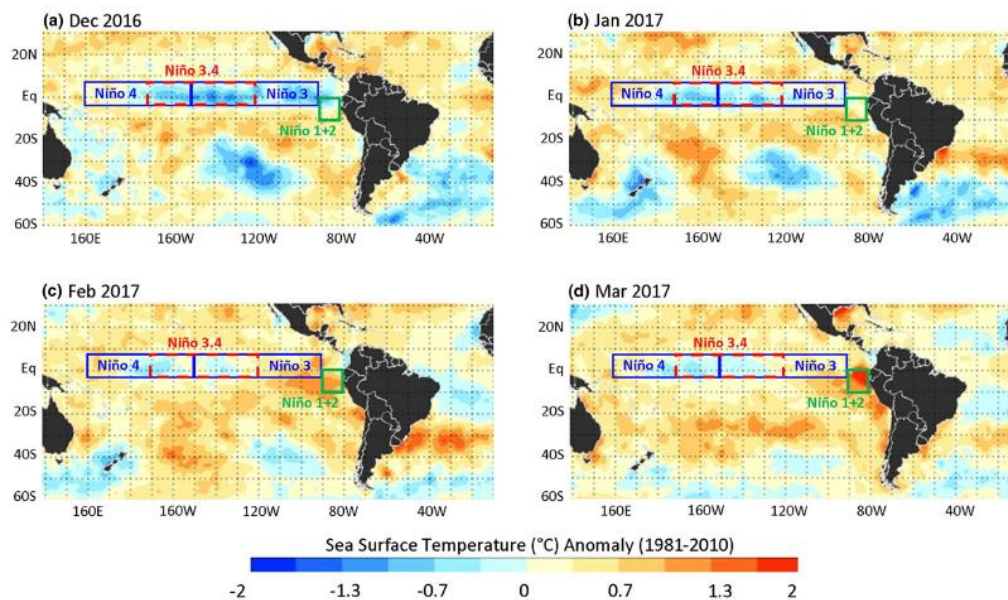 (a) Dec 2016
20N
Eq
20S
40S
60S
Niño 3.4
Niño 4
Niño 3
Niño 1+2
160E 160W 120W 80W 40W
(b) Jan 2017
20N
Eq
20S
40S
60S
Niño 3.4
Niño 4
Niño 3
Niño 1+2
160E 160W 120W 80W 40W
(c) Feb 2017
20N
Eq
20S
40S
60S
Niño 3.4
Niño 4
Niño 3
Niño 1+2
160E 160W 120W 80W 40W
(d) Mar 2017
20N
Eq
20S
40S
60S
Niño 3.4
Niño 4
Niño 3
Niño 1+2
160E 160W 120W 80W 40W
Sea Surface Temperature (°C) Anomaly (1981-2010)
-2 -1.3 -0.7 0 0.7 1.3 2